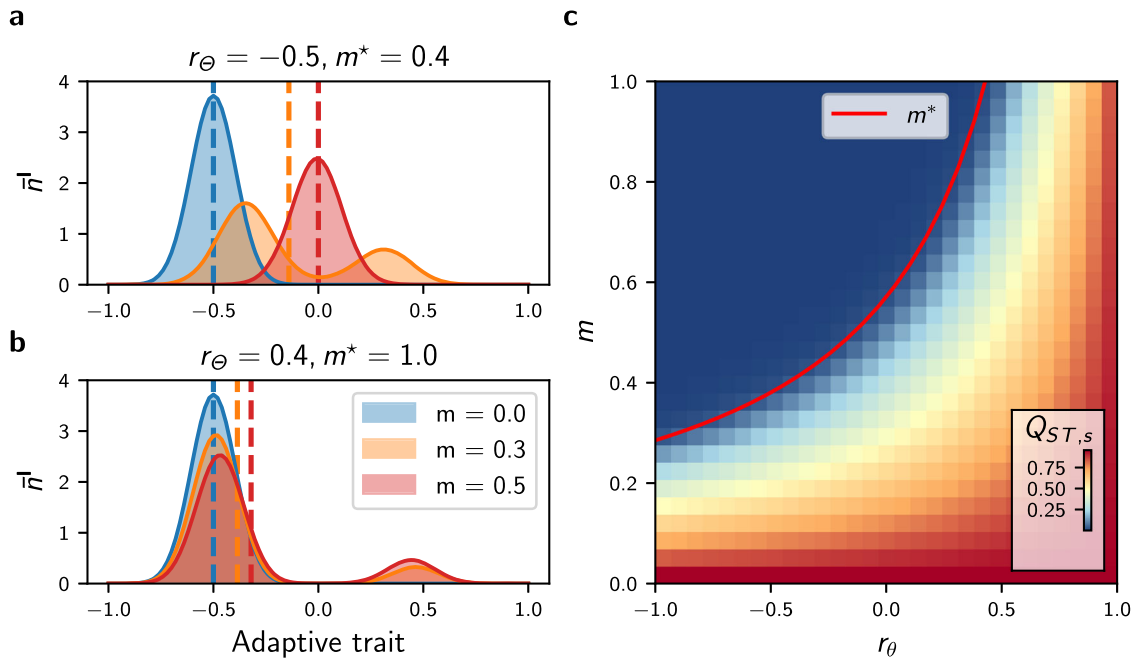 a
r_Θ = −0.5, m⋆ = 0.4
4
3
2
1
0
n̄ᴵ
−1.0 −0.5 0.0 0.5 1.0
b
r_Θ = 0.4, m⋆ = 1.0
4
3
2
1
0
n̄ᴵ
m = 0.0
m = 0.3
m = 0.5
−1.0 −0.5 0.0 0.5 1.0
Adaptive trait
c
1.0
0.8
0.6
0.4
0.2
0.0
m
m*
Q_{ST,s}
0.75
0.50
0.25
−1.0 −0.5 0.0 0.5 1.0
r_θ